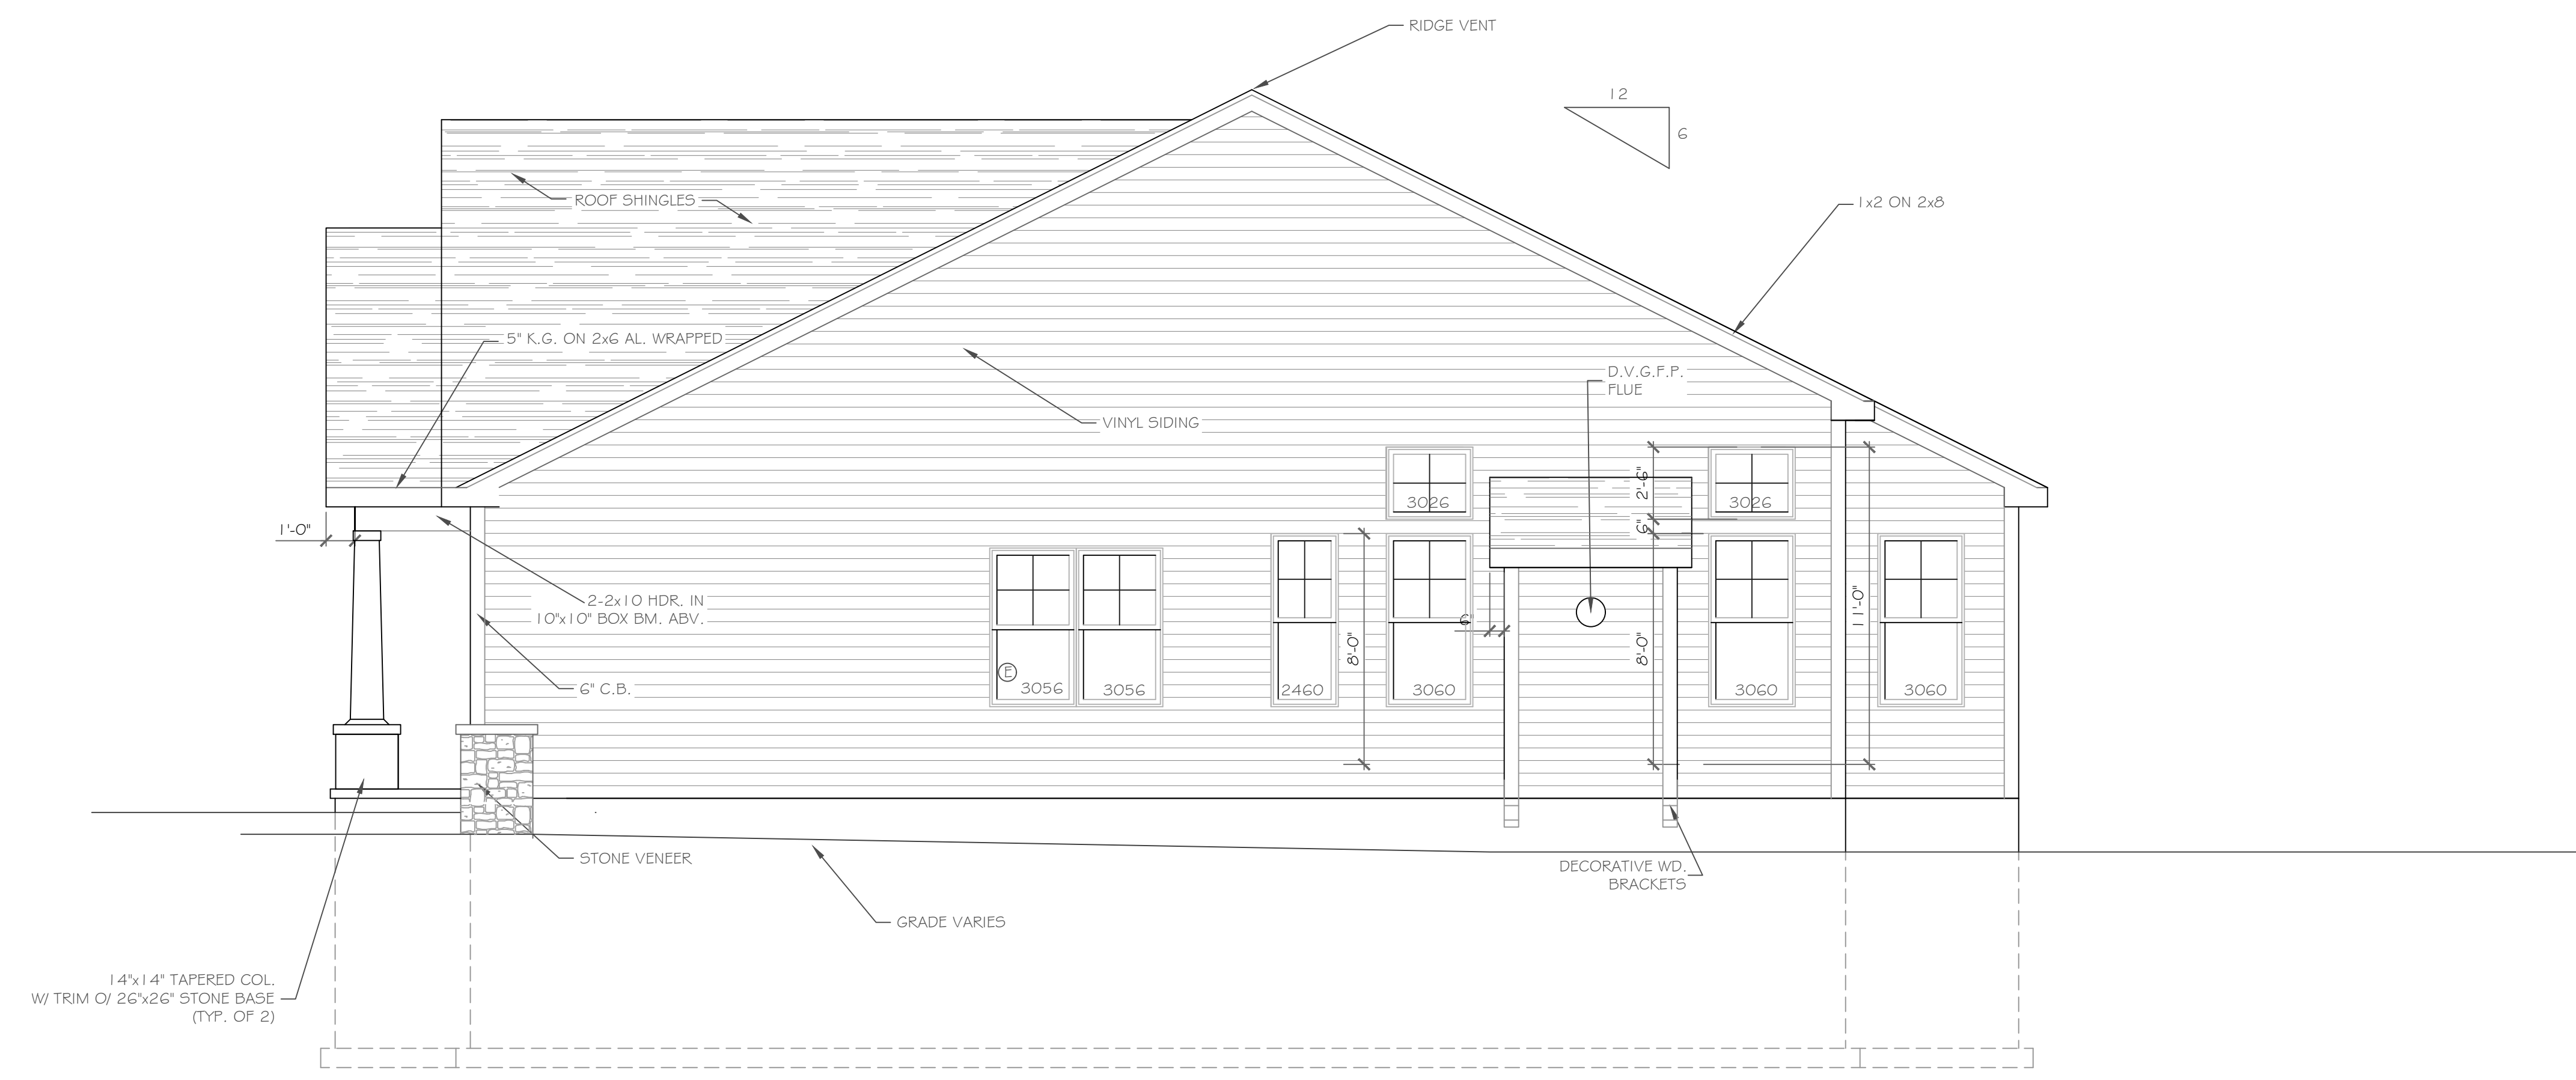 RIDGE VENT
12
6
ROOF SHINGLES
1x2 ON 2x8
5" K.G. ON 2x6 AL. WRAPPED
D.V.G.F.P.
FLUE
VINYL SIDING
3026
2'-6"
3026
1'-0"
6"
2-2x10 HDR. IN
10"x10" BOX BM. ABV.
6"
8'-0"
8'-0"
11'-0"
E
3056
3056
2460
3060
3060
3060
6" C.B.
STONE VENEER
DECORATIVE WD.
BRACKETS
GRADE VARIES
14"x14" TAPERED COL.
W/ TRIM O/ 26"x26" STONE BASE
(TYP. OF 2)